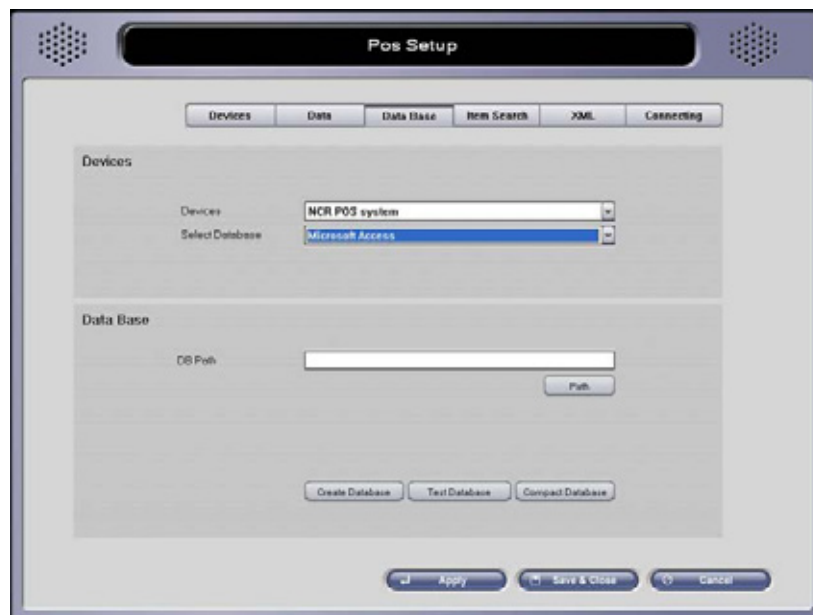 Pos Setup
Devices Data Data Base Item Search XML Connecting
Devices
Devices NCR POS system
Select Database Microsoft Access
Data Base
DB Path
Path
Create Database Test Database Compact Database
Apply Save & Close Cancel